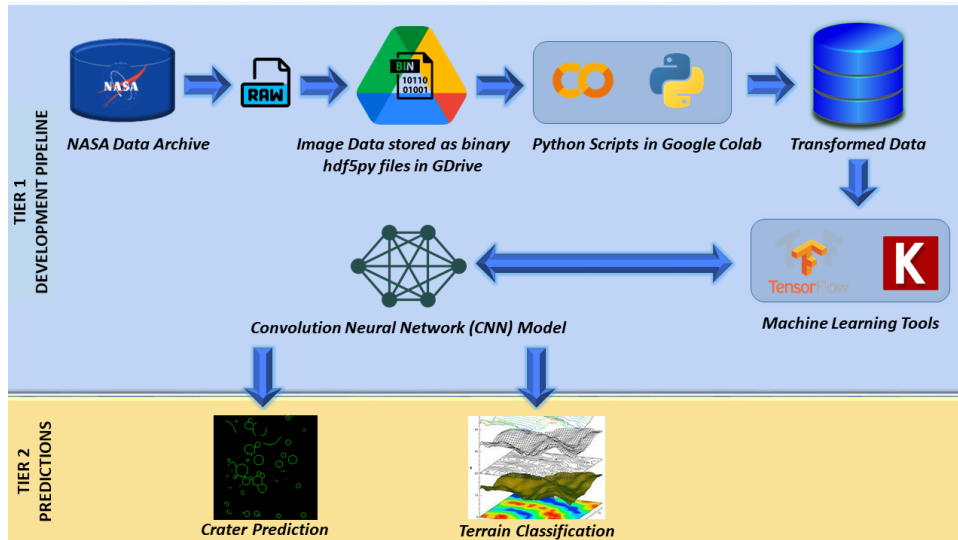 TIER 1
DEVELOPMENT PIPELINE
NASA
RAW
BIN
10110
01001
NASA Data Archive
Image Data stored as binary
hdf5py files in GDrive
Python Scripts in Google Colab
Transformed Data
TensorFlow
K
Machine Learning Tools
Convolution Neural Network (CNN) Model
TIER 2
PREDICTIONS
Crater Prediction
Terrain Classification